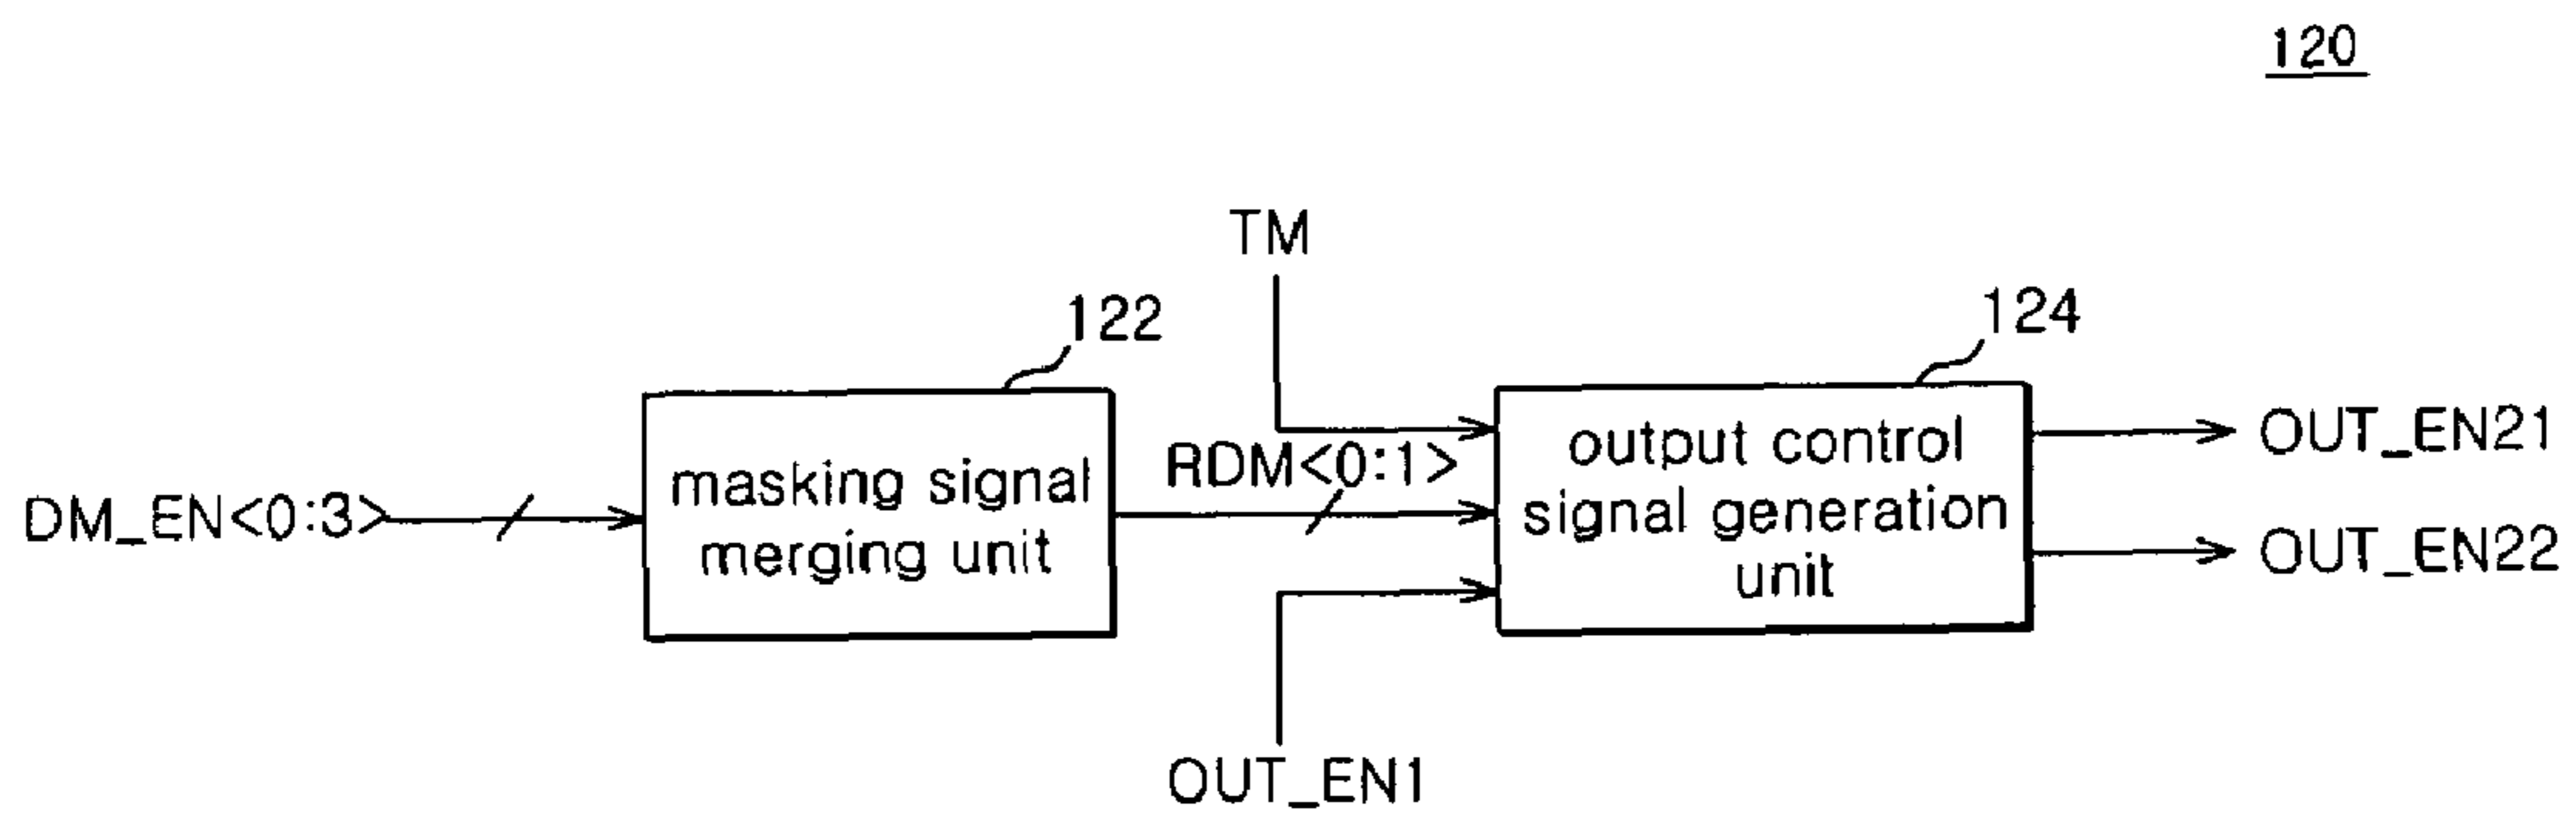 120
TM
122
124
DM_EN<0:3>
masking signal
merging unit
RDM<0:1>
output control
signal generation
unit
OUT_EN21
OUT_EN22
OUT_EN1